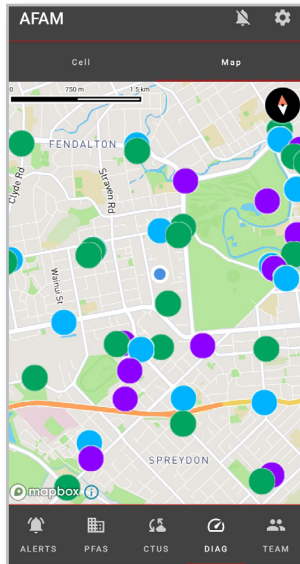 AFAM
Cell Map
0 750 m 1.5 km
FENDALTON
Clyde Rd
Straven Rd
Wainui St
SPREYDON
mapbox
ALERTS PFAS CTUS DIAG TEAM